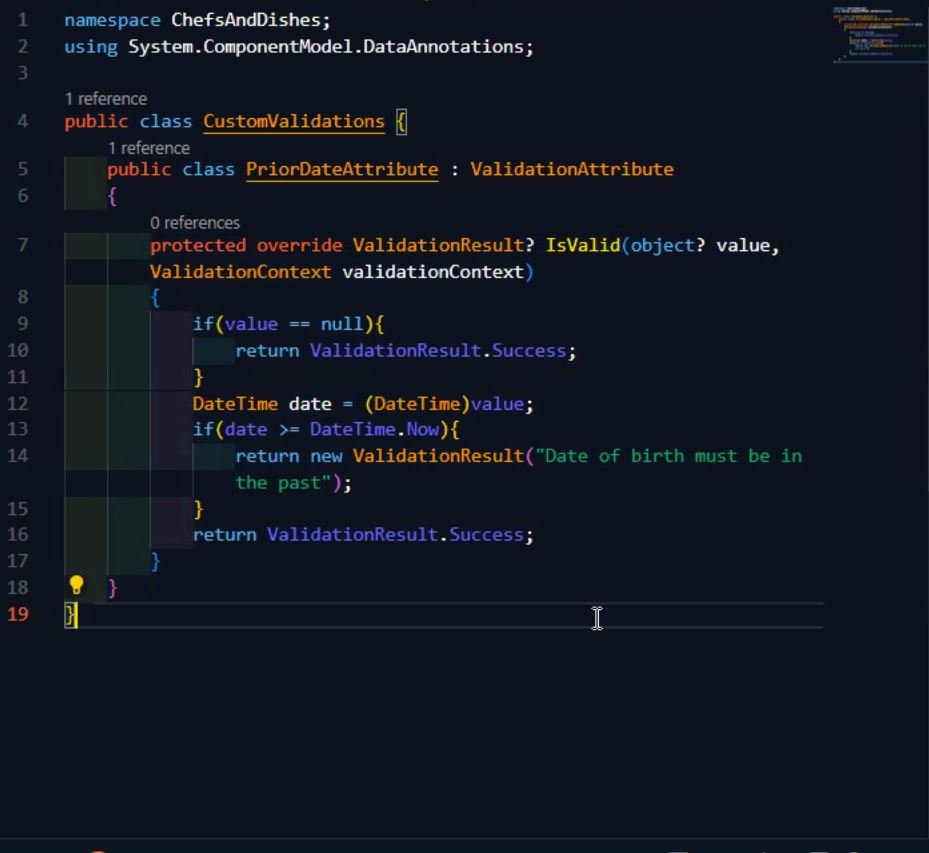 1 namespace ChefsAndDishes;
2 using System.ComponentModel.DataAnnotations;
3
1 reference
4 public class CustomValidations {
1 reference
5 public class PriorDateAttribute : ValidationAttribute
6 {
0 references
7 protected override ValidationResult? IsValid(object? value,
ValidationContext validationContext)
8 {
9 if(value == null){
10 return ValidationResult.Success;
11 }
12 DateTime date = (DateTime)value;
13 if(date >= DateTime.Now){
14 return new ValidationResult("Date of birth must be in
the past");
15 }
16 return ValidationResult.Success;
17 }
18 }
19 }